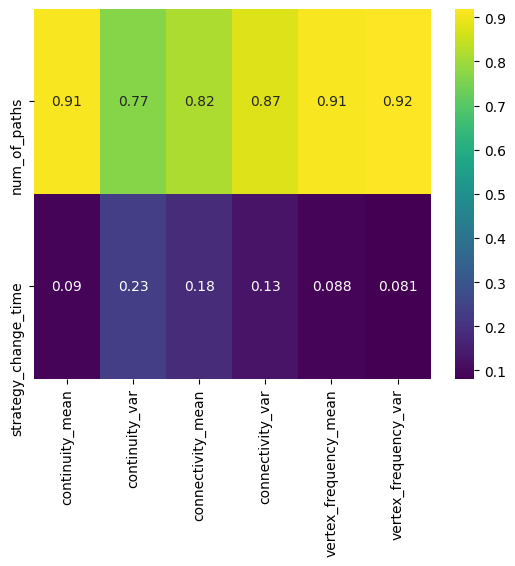 num_of_paths
0.91 0.77 0.82 0.87 0.91 0.92
strategy_change_time
0.09 0.23 0.18 0.13 0.088 0.081
continuity_mean
continuity_var
connectivity_mean
connectivity_var
vertex_frequency_mean
vertex_frequency_var
0.9
0.8
0.7
0.6
0.5
0.4
0.3
0.2
0.1